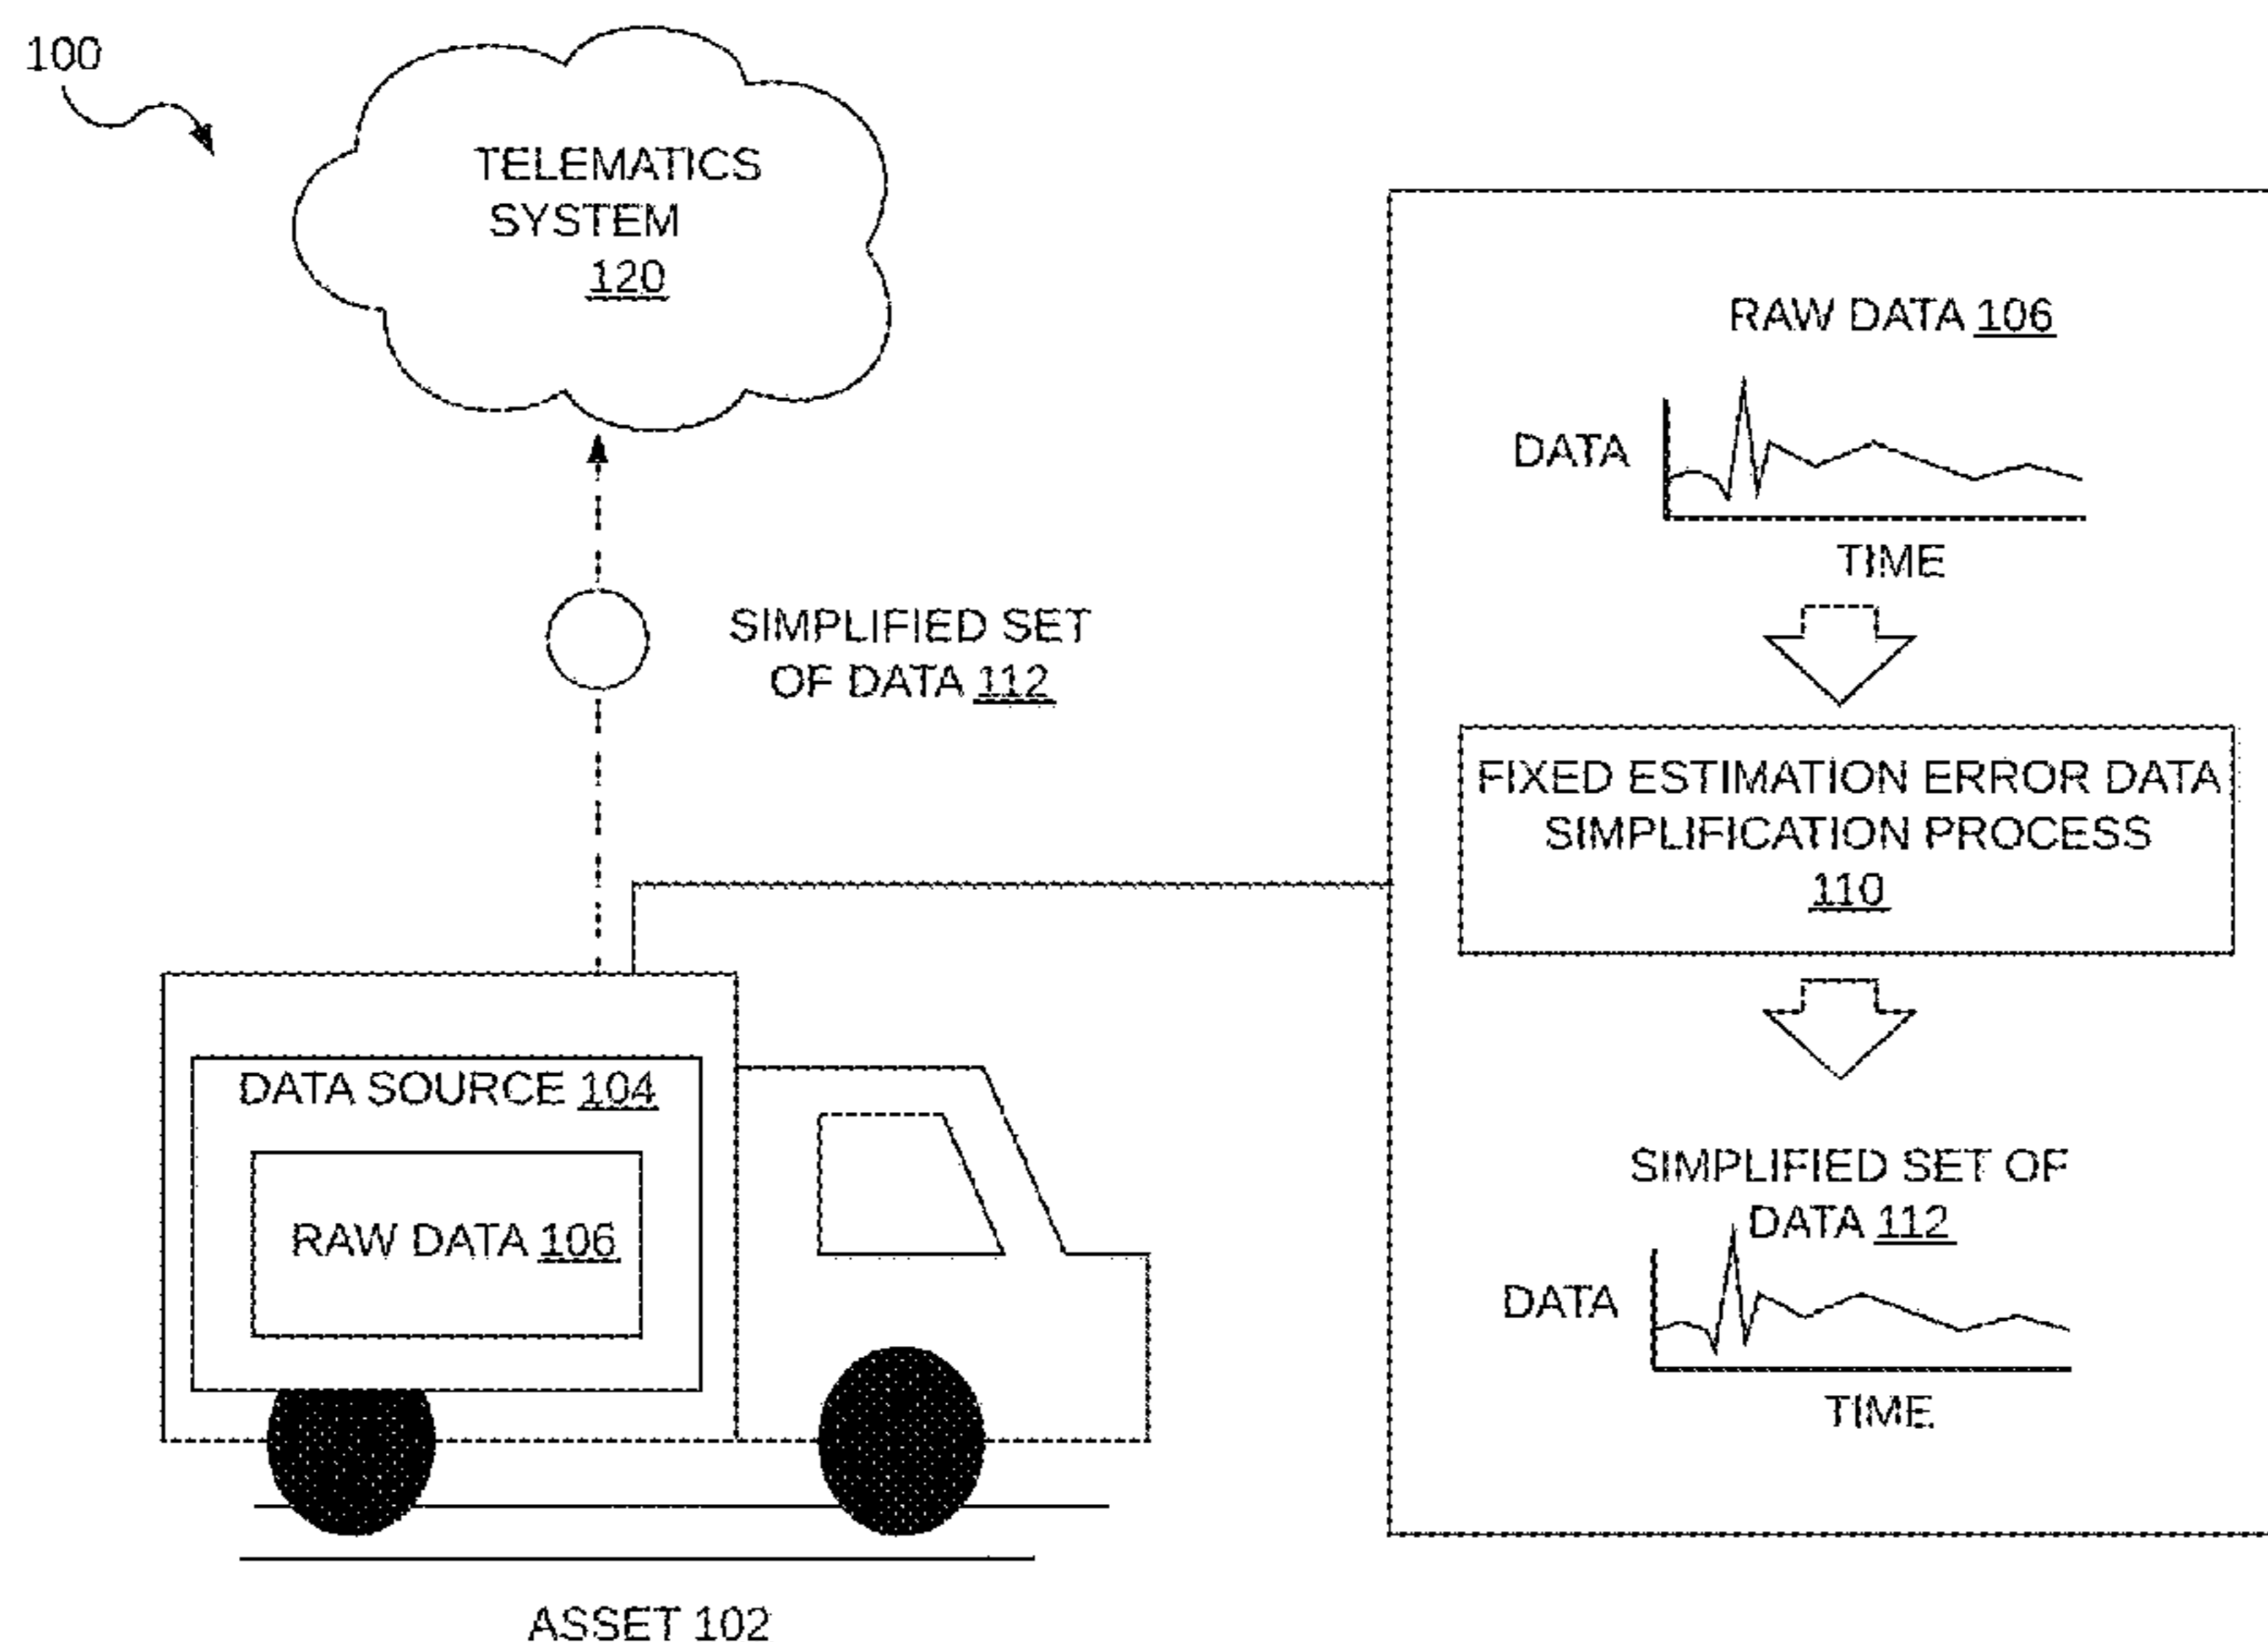 100
TELEMATICS
SYSTEM
120
SIMPLIFIED SET
OF DATA 112
DATA SOURCE 104
RAW DATA 106
ASSET 102
RAW DATA 106
DATA
TIME
FIXED ESTIMATION ERROR DATA
SIMPLIFICATION PROCESS
110
SIMPLIFIED SET OF
DATA 112
DATA
TIME